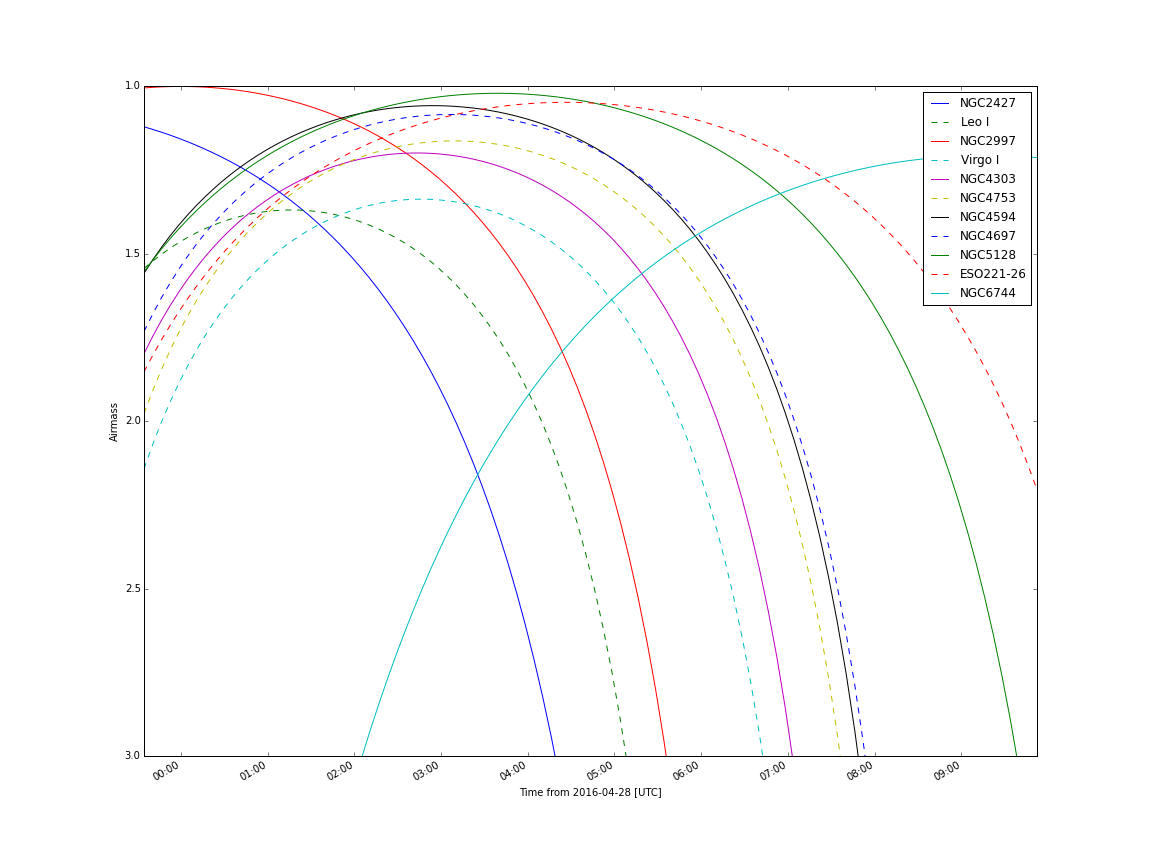 1.0
1.5
2.0
2.5
3.0
Airmass
00:00
01:00
02:00
03:00
04:00
05:00
06:00
07:00
08:00
09:00
Time from 2016-04-28 [UTC]
NGC2427
Leo I
NGC2997
Virgo I
NGC4303
NGC4753
NGC4594
NGC4697
NGC5128
ESO221-26
NGC6744